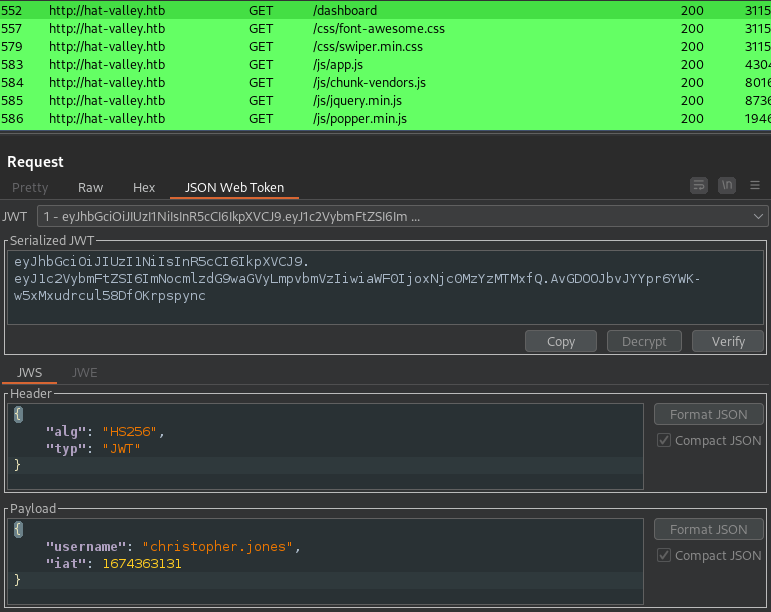 552 http://hat-valley.htb GET /dashboard 200 3115
557 http://hat-valley.htb GET /css/font-awesome.css 200 3115
579 http://hat-valley.htb GET /css/swiper.min.css 200 3115
583 http://hat-valley.htb GET /js/app.js 200 4304
584 http://hat-valley.htb GET /js/chunk-vendors.js 200 8016
585 http://hat-valley.htb GET /js/jquery.min.js 200 8736
586 http://hat-valley.htb GET /js/popper.min.js 200 1946
Request
Pretty Raw Hex JSON Web Token \n
JWT 1 - eyJhbGciOiJIUzI1NiIsInR5cCI6IkpXVCJ9.eyJ1c2VybmFtZSI6Im ...
Serialized JWT
eyJhbGciOiJIUzI1NiIsInR5cCI6IkpXVCJ9.
eyJ1c2VybmFtZSI6ImNocmlzdG9waGVyLmpvbmVzIiwiaWF0IjoxNjc0MzYzMTMxfQ.AvGDOOJbvJYYpr6YWK-
w5xMxudrcul58DfOKrpspync
Copy Decrypt Verify
JWS JWE
Header
{
"alg": "HS256",
"typ": "JWT"
}
Format JSON
Compact JSON
Payload
{
"username": "christopher.jones",
"iat": 1674363131
}
Format JSON
Compact JSON